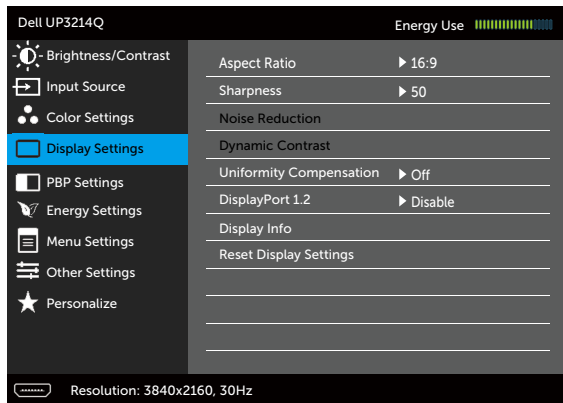 Dell UP3214Q
Energy Use
Brightness/Contrast
Input Source
Color Settings
Display Settings
PBP Settings
Energy Settings
Menu Settings
Other Settings
Personalize
Aspect Ratio 16:9
Sharpness 50
Noise Reduction
Dynamic Contrast
Uniformity Compensation Off
DisplayPort 1.2 Disable
Display Info
Reset Display Settings
Resolution: 3840x2160, 30Hz